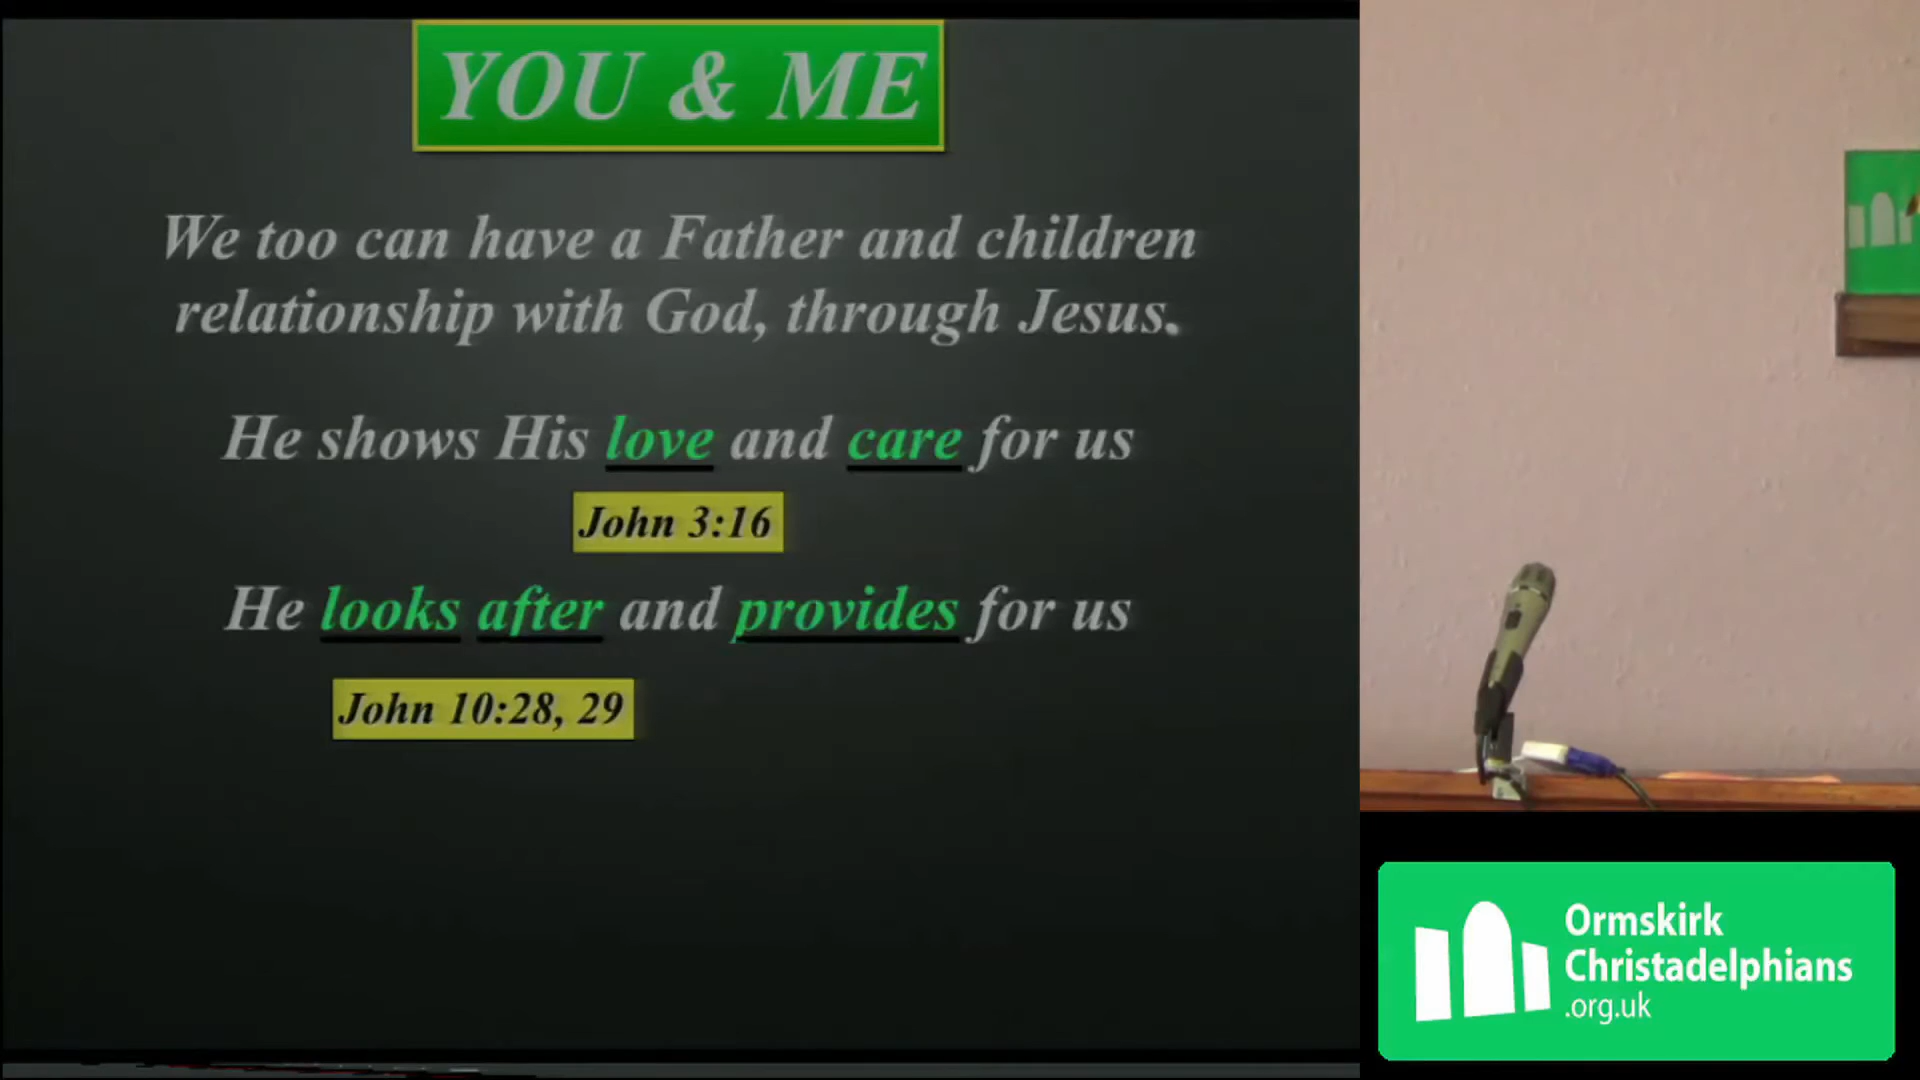 YOU & ME
We too can have a Father and children
relationship with God, through Jesus.
He shows His love and care for us
John 3:16
He looks after and provides for us
John 10:28, 29
Ormskirk
Christadelphians
.org.uk